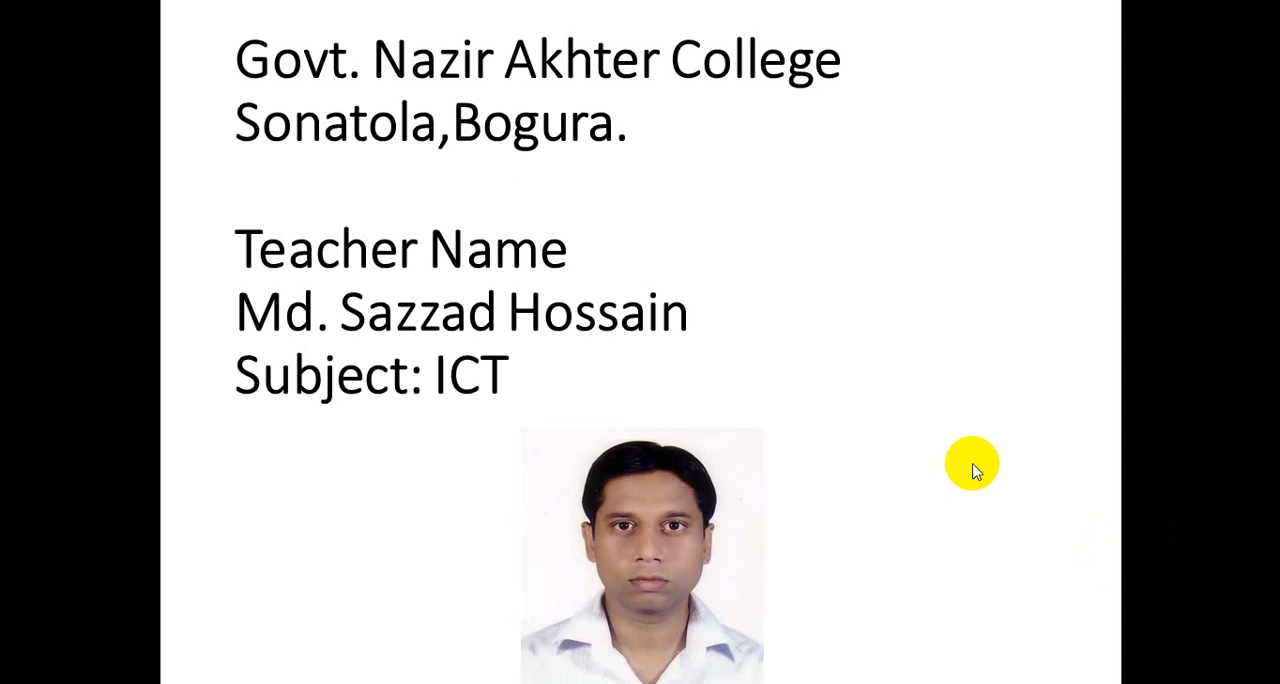 Govt. Nazir Akhter College
Sonatola,Bogura.
Teacher Name
Md. Sazzad Hossain
Subject: ICT